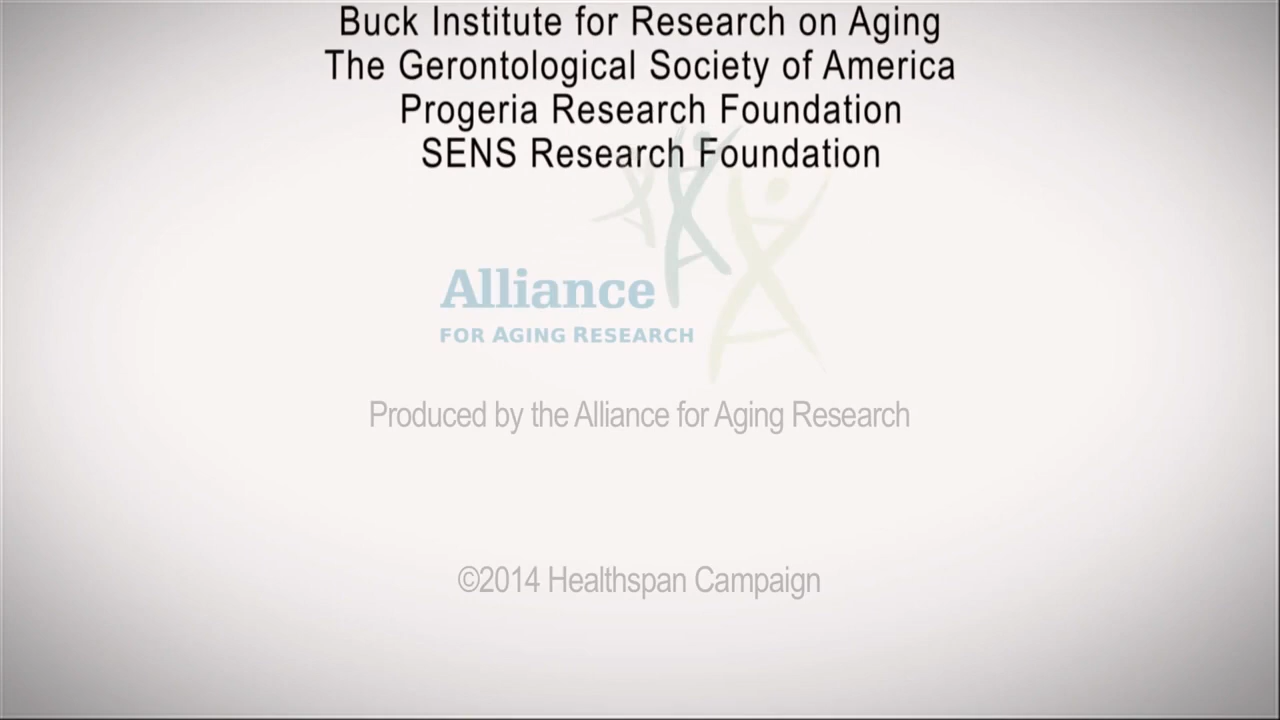 Buck Institute for Research on Aging
The Gerontological Society of America
Progeria Research Foundation
SENS Research Foundation
Alliance
FOR AGING RESEARCH
Produced by the Alliance for Aging Research
©2014 Healthspan Campaign